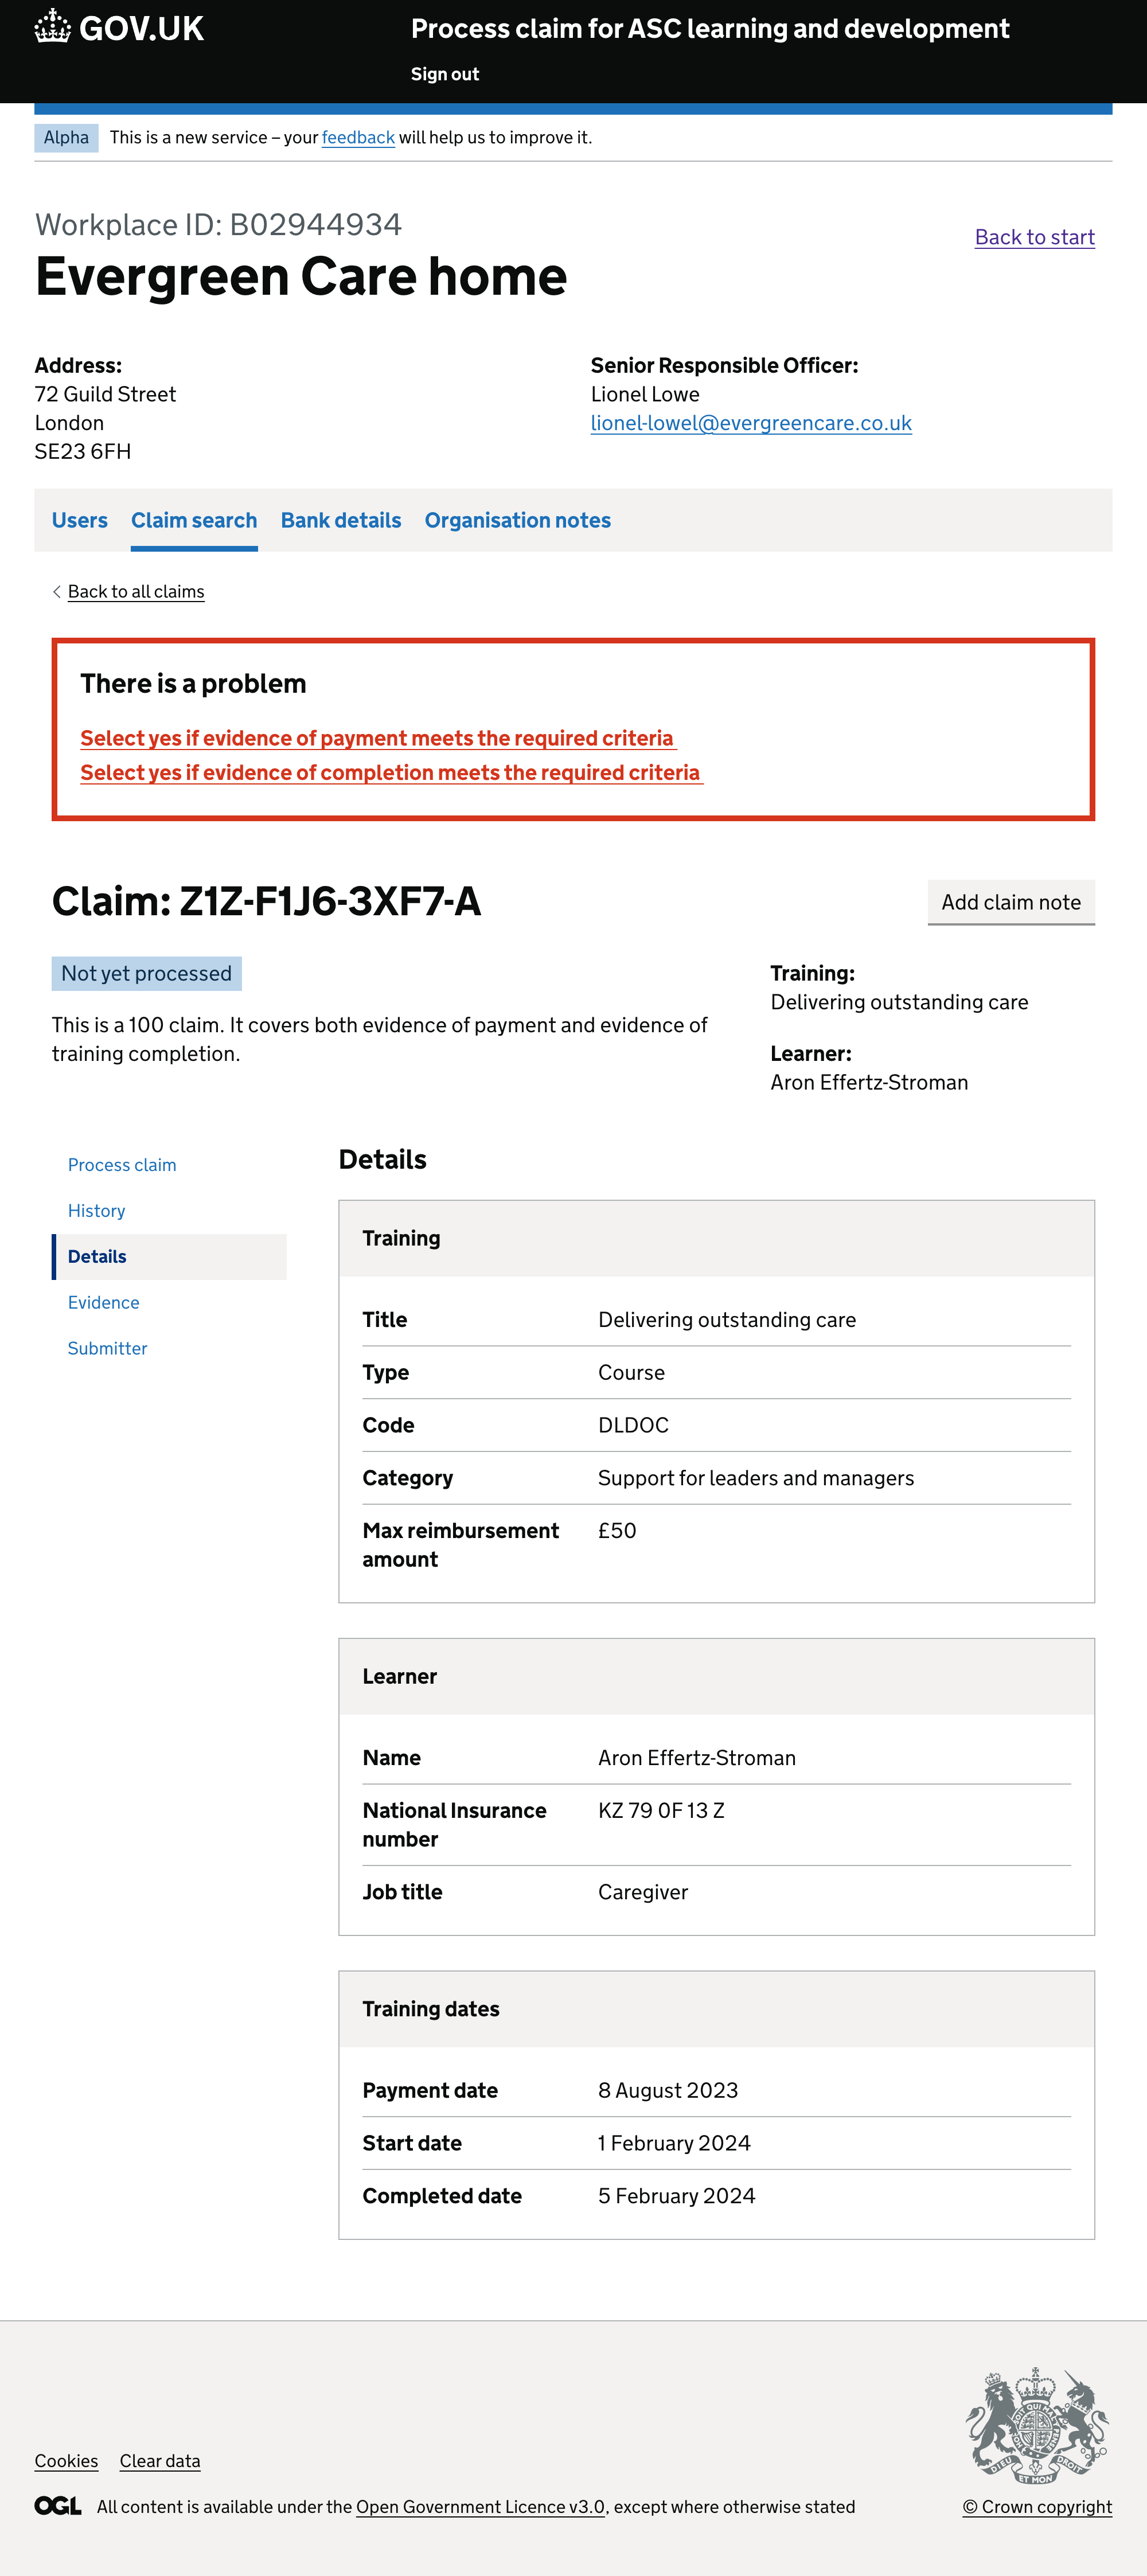 GOV.UK
Process claim for ASC learning and development
Sign out
Alpha This is a new service – your feedback will help us to improve it.
Workplace ID: B02944934
Back to start
Evergreen Care home
Address:
72 Guild Street
London
SE23 6FH
Senior Responsible Officer:
Lionel Lowe
lionel-lowel@evergreencare.co.uk
Users Claim search Bank details Organisation notes
Back to all claims
There is a problem
Select yes if evidence of payment meets the required criteria
Select yes if evidence of completion meets the required criteria
Claim: Z1Z-F1J6-3XF7-A
Add claim note
Not yet processed
This is a 100 claim. It covers both evidence of payment and evidence of
training completion.
Training:
Delivering outstanding care
Learner:
Aron Effertz-Stroman
Process claim
History
Details
Evidence
Submitter
Details
Training
Title Delivering outstanding care
Type Course
Code DLDOC
Category Support for leaders and managers
Max reimbursement £50
amount
Learner
Name Aron Effertz-Stroman
National Insurance KZ 79 0F 13 Z
number
Job title Caregiver
Training dates
Payment date 8 August 2023
Start date 1 February 2024
Completed date 5 February 2024
Cookies Clear data
OGL All content is available under the Open Government Licence v3.0, except where otherwise stated
© Crown copyright
DIEU ET MON DROIT